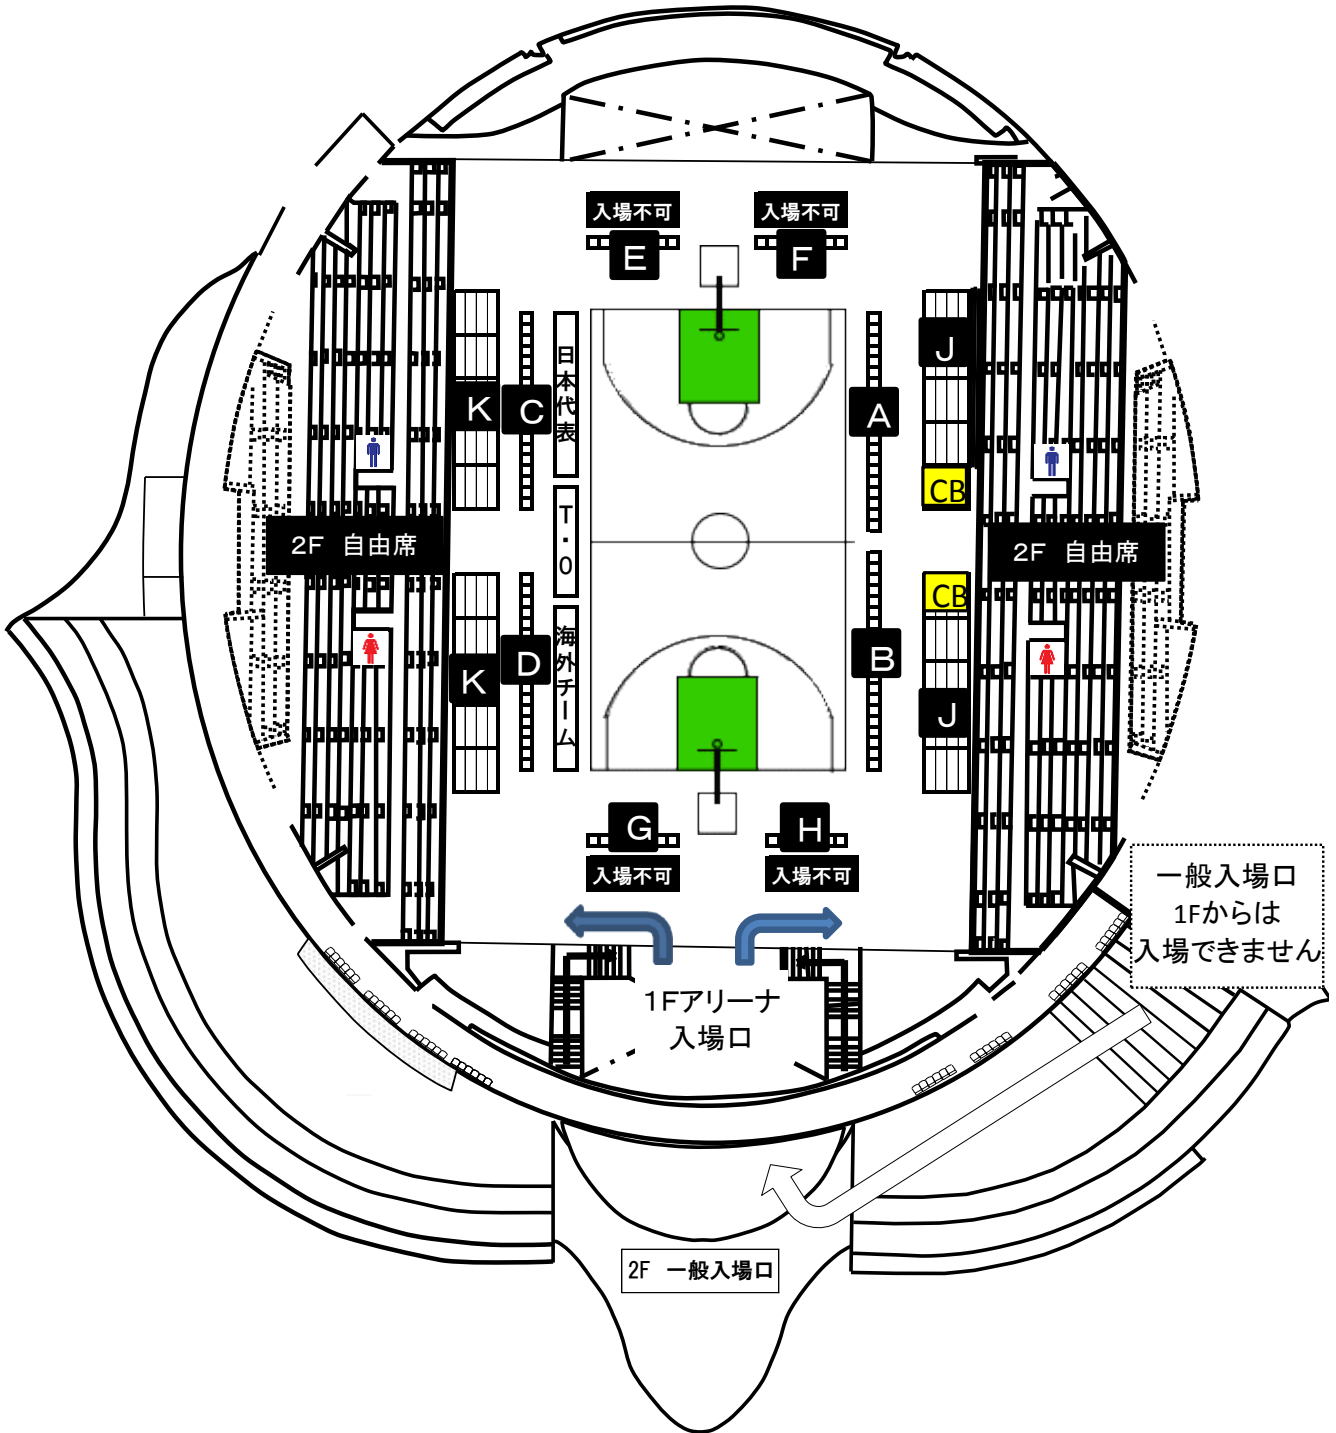 入場不可
入場不可
E
F
日本代表
J
K
C
A
CB
T・O
2F 自由席
2F 自由席
CB
海外チーム
D
B
K
J
G
H
入場不可
入場不可
一般入場口
1Fからは
入場できません
1Fアリーナ
入場口
2F 一般入場口